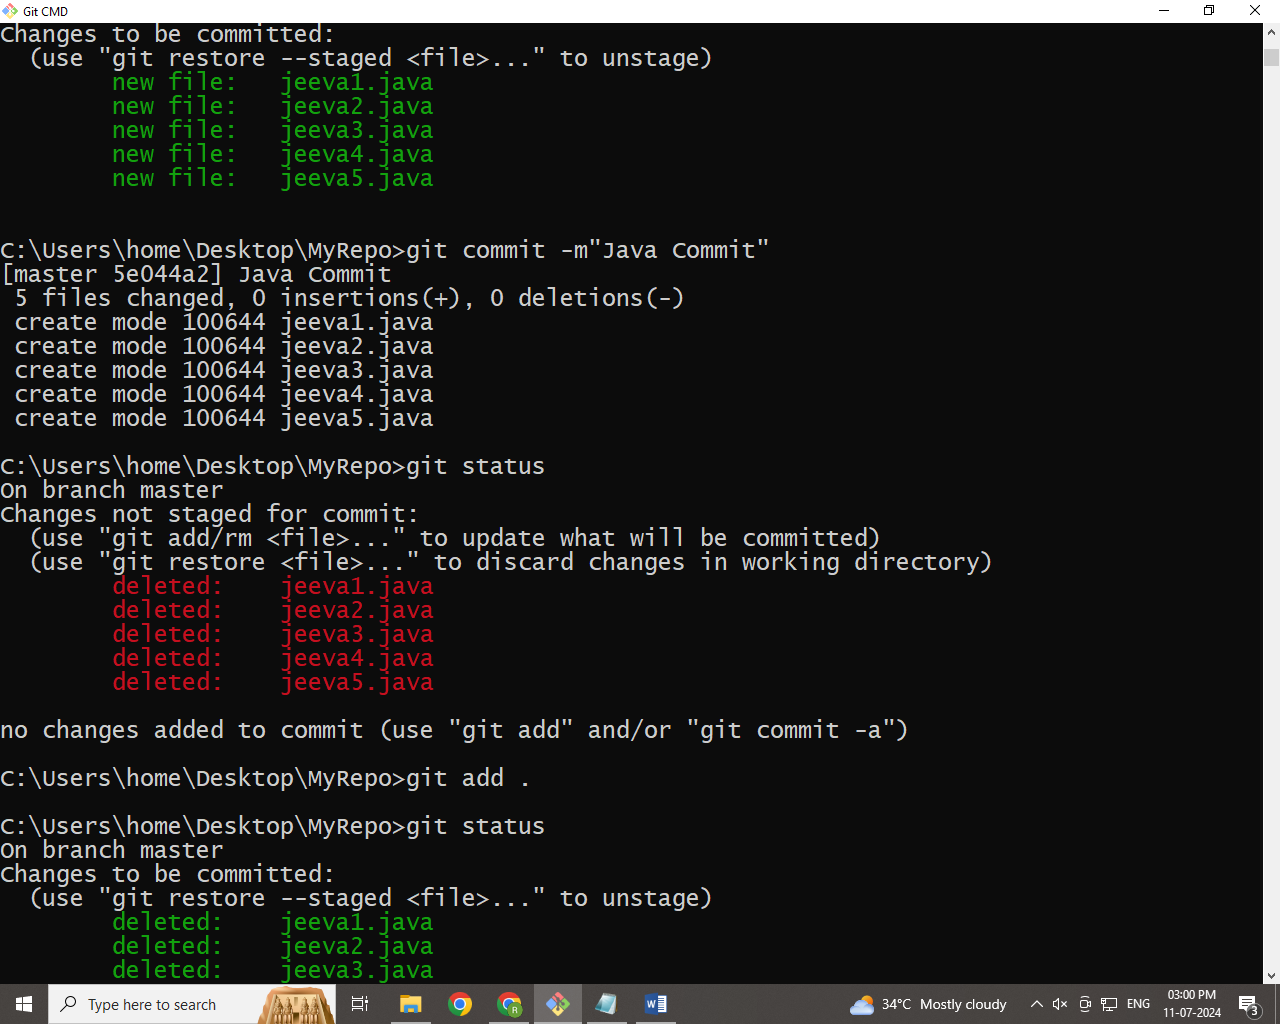 Git CMD
Changes to be committed:
  (use "git restore --staged <file>..." to unstage)
        new file:   jeeva1.java
        new file:   jeeva2.java
        new file:   jeeva3.java
        new file:   jeeva4.java
        new file:   jeeva5.java
C:\Users\home\Desktop\MyRepo>git commit -m"Java Commit"
[master 5e044a2] Java Commit
 5 files changed, 0 insertions(+), 0 deletions(-)
 create mode 100644 jeeva1.java
 create mode 100644 jeeva2.java
 create mode 100644 jeeva3.java
 create mode 100644 jeeva4.java
 create mode 100644 jeeva5.java
C:\Users\home\Desktop\MyRepo>git status
On branch master
Changes not staged for commit:
  (use "git add/rm <file>..." to update what will be committed)
  (use "git restore <file>..." to discard changes in working directory)
        deleted:    jeeva1.java
        deleted:    jeeva2.java
        deleted:    jeeva3.java
        deleted:    jeeva4.java
        deleted:    jeeva5.java
no changes added to commit (use "git add" and/or "git commit -a")
C:\Users\home\Desktop\MyRepo>git add .
C:\Users\home\Desktop\MyRepo>git status
On branch master
Changes to be committed:
  (use "git restore --staged <file>..." to unstage)
        deleted:    jeeva1.java
        deleted:    jeeva2.java
        deleted:    jeeva3.java
Type here to search
R
W
34°C Mostly cloudy
ENG
03:00 PM
11-07-2024
3